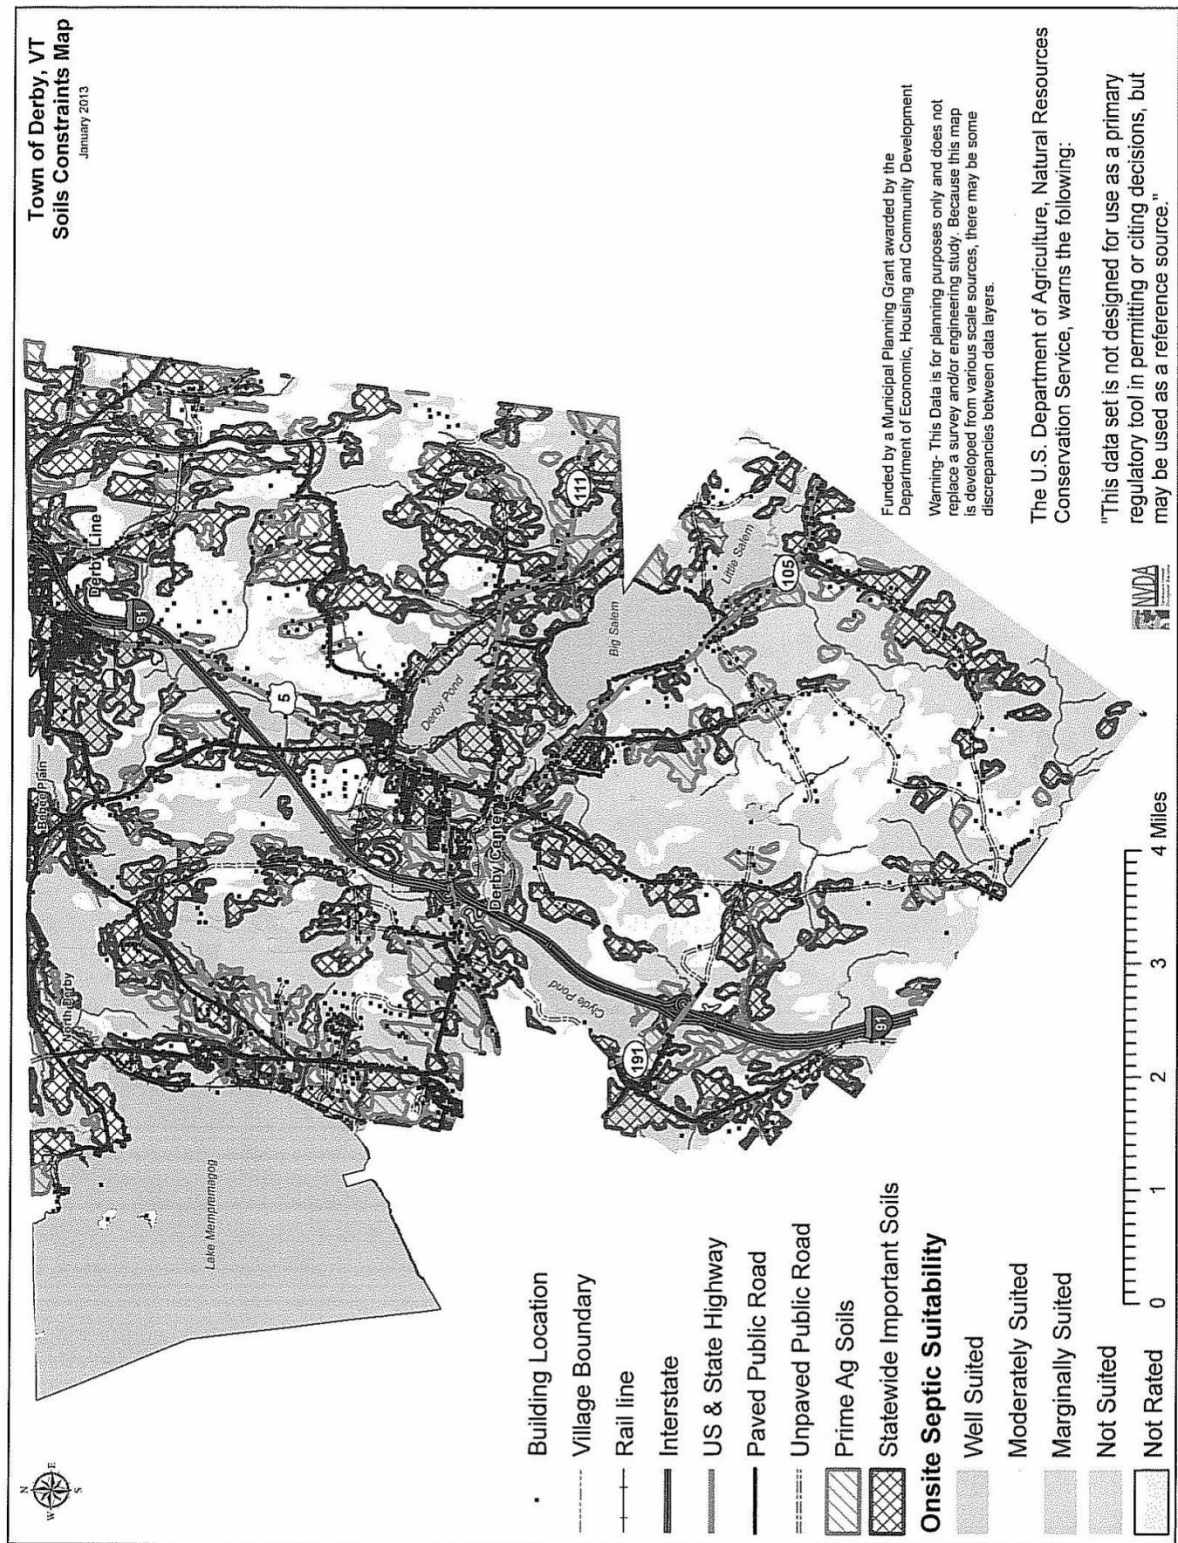 Town of Derby, VT
Soils Constraints Map
January 2013
N
W
E
S
Lake Mempremagog
North Derby
Beebe Plain
Derby Line
91
5
Derby Pond
111
Derby Center
Clyde Pond
Big Salem
Little Salem
105
191
91
Building Location
Village Boundary
Rail line
Interstate
US & State Highway
Paved Public Road
Unpaved Public Road
Prime Ag Soils
Statewide Important Soils
Onsite Septic Suitability
Well Suited
Moderately Suited
Marginally Suited
Not Suited
Not Rated
0 1 2 3 4 Miles
Funded by a Municipal Planning Grant awarded by the
Department of Economic, Housing and Community Development
Warning- This Data is for planning purposes only and does not
replace a survey and/or engineering study. Because this map
is developed from various scale sources, there may be some
discrepancies between data layers.
The U.S. Department of Agriculture, Natural Resources
Conservation Service, warns the following:
"This data set is not designed for use as a primary
regulatory tool in permitting or citing decisions, but
may be used as a reference source."
NVDA